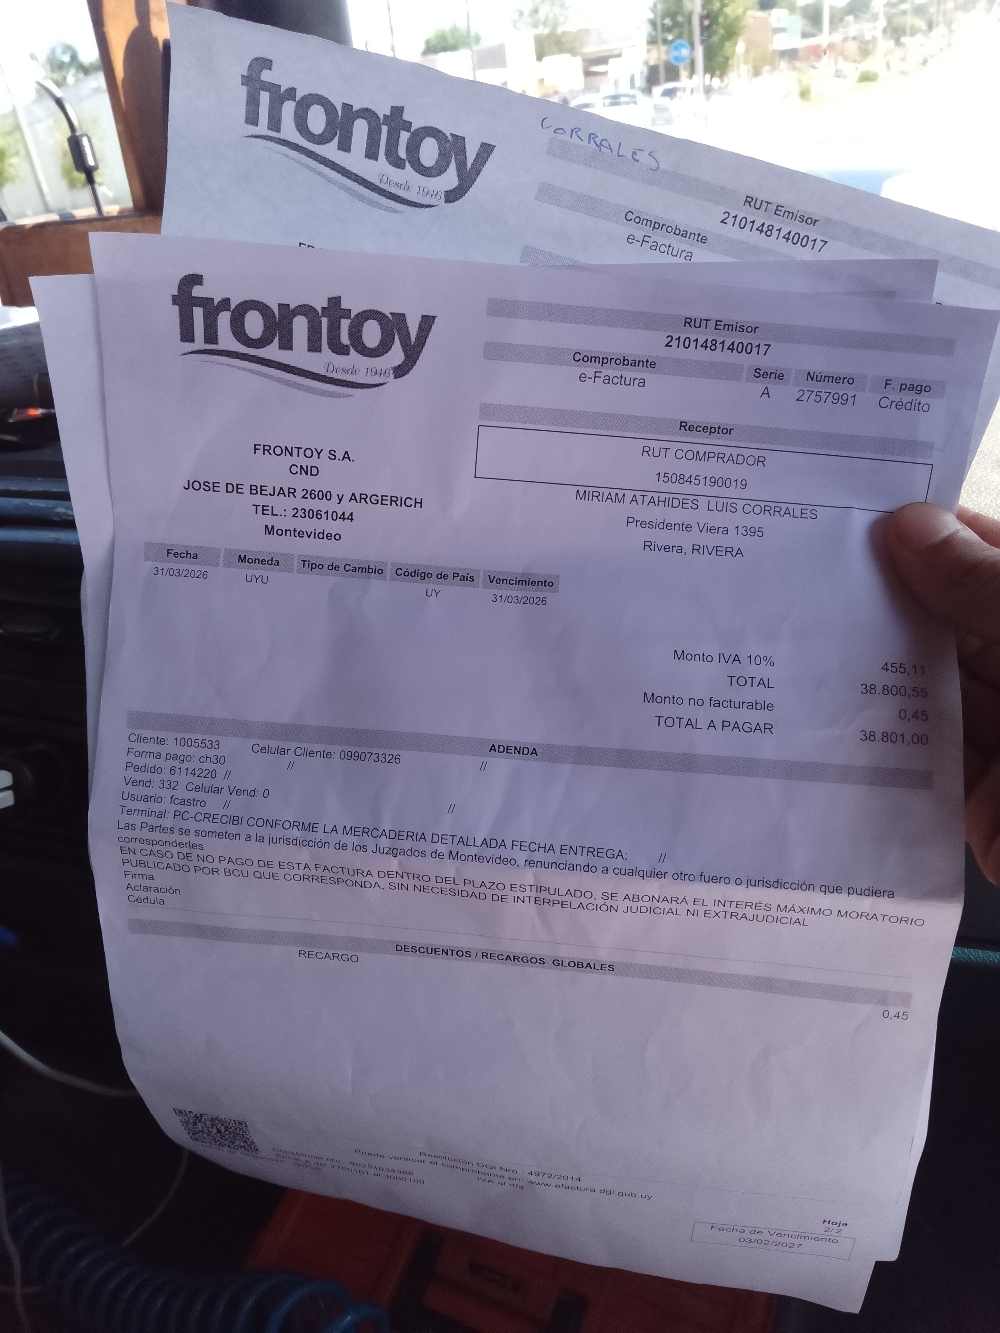 frontoy
Desde 1946
CORRALES
RUT Emisor
210148140017
Comprobante
e-Factura
frontoy
Desde 1946
RUT Emisor
210148140017
Comprobante Serie Número F. pago
e-Factura A 2757991 Crédito
Receptor
RUT COMPRADOR
150845190019
MIRIAM ATAHIDES LUIS CORRALES
Presidente Viera 1395
Rivera, RIVERA
FRONTOY S.A.
CND
JOSE DE BEJAR 2600 y ARGERICH
TEL.: 23061044
Montevideo
Fecha Moneda Tipo de Cambio Código de País Vencimiento
31/03/2026 UYU UY 31/03/2026
Monto IVA 10% 455,11
TOTAL 38.800,55
Monto no facturable 0,45
TOTAL A PAGAR 38.801,00
ADENDA
Cliente: 1005533 Celular Cliente: 099073326 //
Forma pago: ch30 //
Pedido: 6114220 //
Vend: 332 Celular Vend: 0
Usuario: fcastro // //
Terminal: PC-CRECIBI CONFORME LA MERCADERIA DETALLADA FECHA ENTREGA: //
Las Partes se someten a la jurisdicción de los Juzgados de Montevideo, renunciando a cualquier otro fuero o jurisdicción que pudiera
corresponderles
EN CASO DE NO PAGO DE ESTA FACTURA DENTRO DEL PLAZO ESTIPULADO, SE ABONARÁ EL INTERÉS MÁXIMO MORATORIO
PUBLICADO POR BCU QUE CORRESPONDA, SIN NECESIDAD DE INTERPELACIÓN JUDICIAL NI EXTRAJUDICIAL
Firma
Aclaración
Cédula
DESCUENTOS / RECARGOS GLOBALES
RECARGO 0,45
Resolución DGI Nro.: 4972/2014
Puede verificar el comprobante en: www.efactura.dgi.gub.uy
IVA al día
Hoja
2/2
Fecha de Vencimiento
03/02/2027